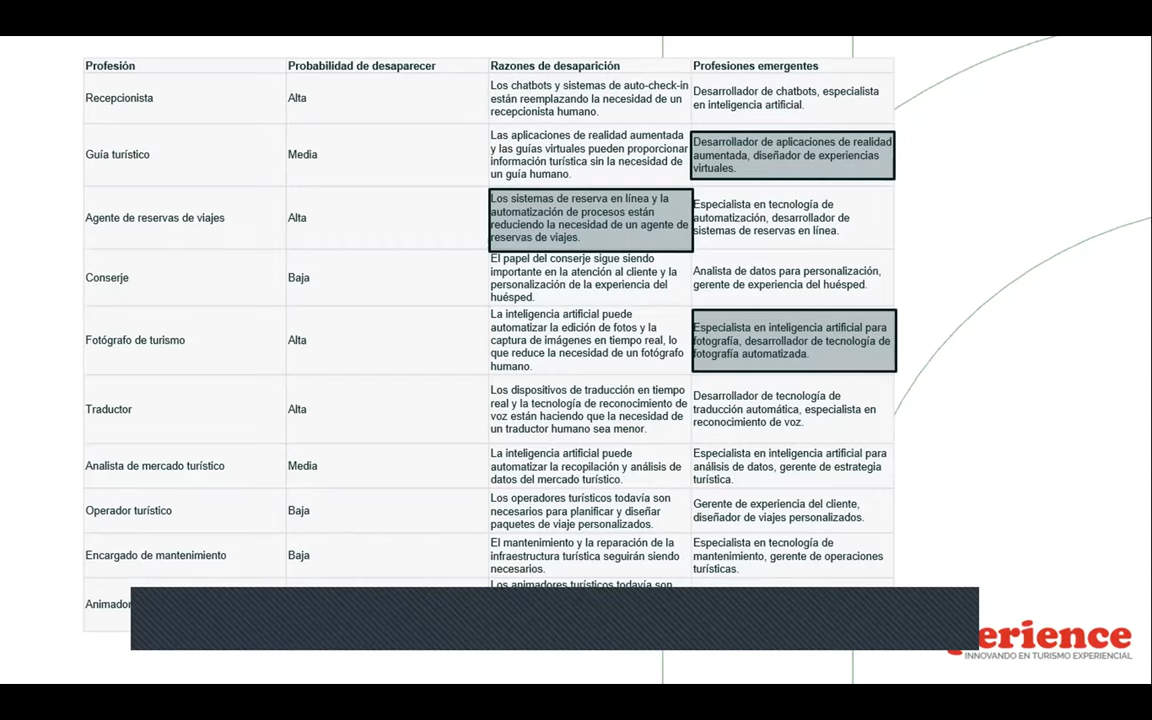 Profesión Probabilidad de desaparecer Razones de desaparición Profesiones emergentes
Recepcionista
Alta
Los chatbots y sistemas de auto-check-in
están reemplazando la necesidad de un
recepcionista humano.
Desarrollador de chatbots, especialista
en inteligencia artificial.
Guía turístico
Media
Las aplicaciones de realidad aumentada
y las guías virtuales pueden proporcionar
información turística sin la necesidad de
un guía humano.
Desarrollador de aplicaciones de realidad
aumentada, diseñador de experiencias
virtuales.
Agente de reservas de viajes
Alta
Los sistemas de reserva en línea y la
automatización de procesos están
reduciendo la necesidad de un agente de
reservas de viajes.
Especialista en tecnología de
automatización, desarrollador de
sistemas de reservas en línea.
Conserje
Baja
El papel del conserje sigue siendo
importante en la atención al cliente y la
personalización de la experiencia del
huésped.
Analista de datos para personalización,
gerente de experiencia del huésped.
Fotógrafo de turismo
Alta
La inteligencia artificial puede
automatizar la edición de fotos y la
captura de imágenes en tiempo real, lo
que reduce la necesidad de un fotógrafo
humano.
Especialista en inteligencia artificial para
fotografía, desarrollador de tecnología de
fotografía automatizada.
Traductor
Alta
Los dispositivos de traducción en tiempo
real y la tecnología de reconocimiento de
voz están haciendo que la necesidad de
un traductor humano sea menor.
Desarrollador de tecnología de
traducción automática, especialista en
reconocimiento de voz.
Analista de mercado turístico
Media
La inteligencia artificial puede
automatizar la recopilación y análisis de
datos del mercado turístico.
Especialista en inteligencia artificial para
análisis de datos, gerente de estrategia
turística.
Operador turístico
Baja
Los operadores turísticos todavía son
necesarios para planificar y diseñar
paquetes de viaje personalizados.
Gerente de experiencia del cliente,
diseñador de viajes personalizados.
Encargado de mantenimiento
Baja
El mantenimiento y la reparación de la
infraestructura turística seguirán siendo
necesarios.
Especialista en tecnología de
mantenimiento, gerente de operaciones
turísticas.
Animador
Los animadores turísticos todavía son
erience
INNOVANDO EN TURISMO EXPERIENCIAL